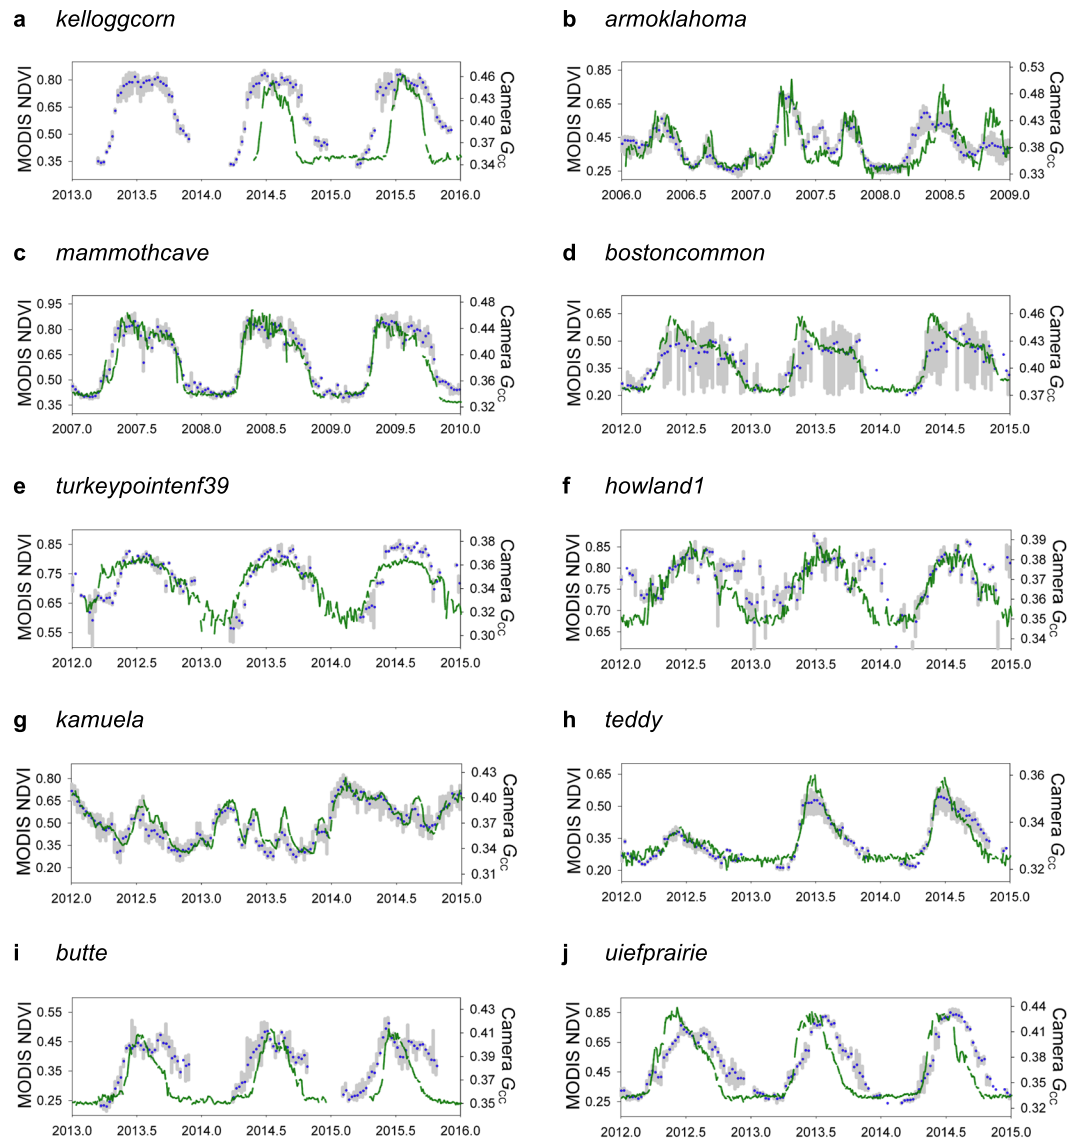 a kelloggcorn
MODIS NDVI
0.80
0.65
0.50
0.35
0.46
0.43
0.40
0.37
0.34
Camera GCC
2013.0 2013.5 2014.0 2014.5 2015.0 2015.5 2016.0
b armoklahoma
MODIS NDVI
0.85
0.65
0.45
0.25
0.53
0.48
0.43
0.38
0.33
Camera GCC
2006.0 2006.5 2007.0 2007.5 2008.0 2008.5 2009.0
c mammothcave
MODIS NDVI
0.95
0.80
0.65
0.50
0.35
0.48
0.44
0.40
0.36
0.32
Camera GCC
2007.0 2007.5 2008.0 2008.5 2009.0 2009.5 2010.0
d bostoncommon
MODIS NDVI
0.65
0.50
0.35
0.20
0.46
0.43
0.40
0.37
Camera GCC
2012.0 2012.5 2013.0 2013.5 2014.0 2014.5 2015.0
e turkeypointenf39
MODIS NDVI
0.85
0.75
0.65
0.55
0.38
0.36
0.34
0.32
0.30
Camera GCC
2012.0 2012.5 2013.0 2013.5 2014.0 2014.5 2015.0
f howland1
MODIS NDVI
0.85
0.80
0.75
0.70
0.65
0.39
0.38
0.37
0.36
0.35
0.34
Camera GCC
2012.0 2012.5 2013.0 2013.5 2014.0 2014.5 2015.0
g kamuela
MODIS NDVI
0.80
0.65
0.50
0.35
0.20
0.43
0.40
0.37
0.34
0.31
Camera GCC
2012.0 2012.5 2013.0 2013.5 2014.0 2014.5 2015.0
h teddy
MODIS NDVI
0.65
0.50
0.35
0.20
0.36
0.34
0.32
Camera GCC
2012.0 2012.5 2013.0 2013.5 2014.0 2014.5 2015.0
i butte
MODIS NDVI
0.55
0.45
0.35
0.25
0.43
0.41
0.39
0.37
0.35
Camera GCC
2013.0 2013.5 2014.0 2014.5 2015.0 2015.5 2016.0
j uiefprairie
MODIS NDVI
0.85
0.65
0.45
0.25
0.44
0.41
0.38
0.35
0.32
Camera GCC
2012.0 2012.5 2013.0 2013.5 2014.0 2014.5 2015.0